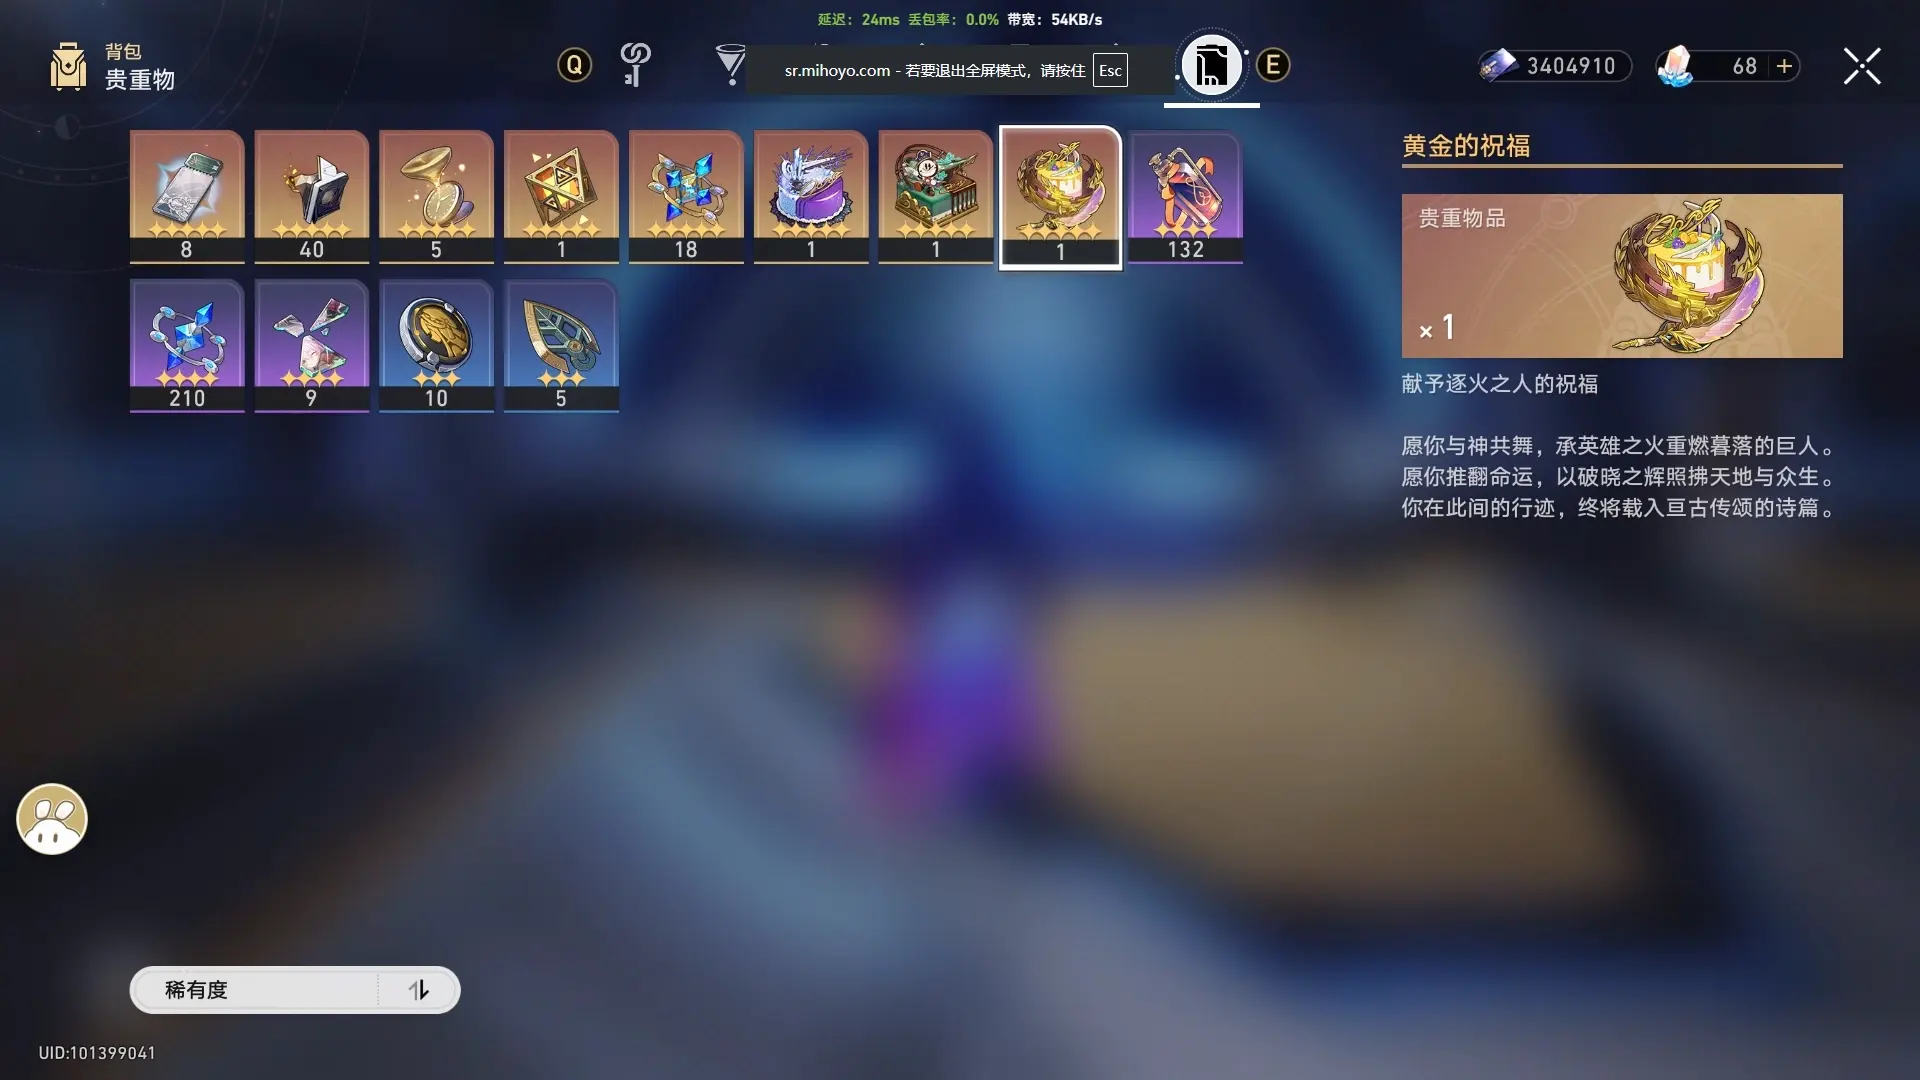 延迟：24ms 丢包率：0.0% 带宽：54KB/s
背包
贵重物
Q
sr.mihoyo.com - 若要退出全屏模式，请按住 Esc
E
3404910
68
8
40
5
1
18
1
1
1
132
210
9
10
5
黄金的祝福
贵重物品
× 1
献予逐火之人的祝福
愿你与神共舞，承英雄之火重燃暮落的巨人。
愿你推翻命运，以破晓之辉照拂天地与众生。
你在此间的行迹，终将载入亘古传颂的诗篇。
稀有度
UID:101399041